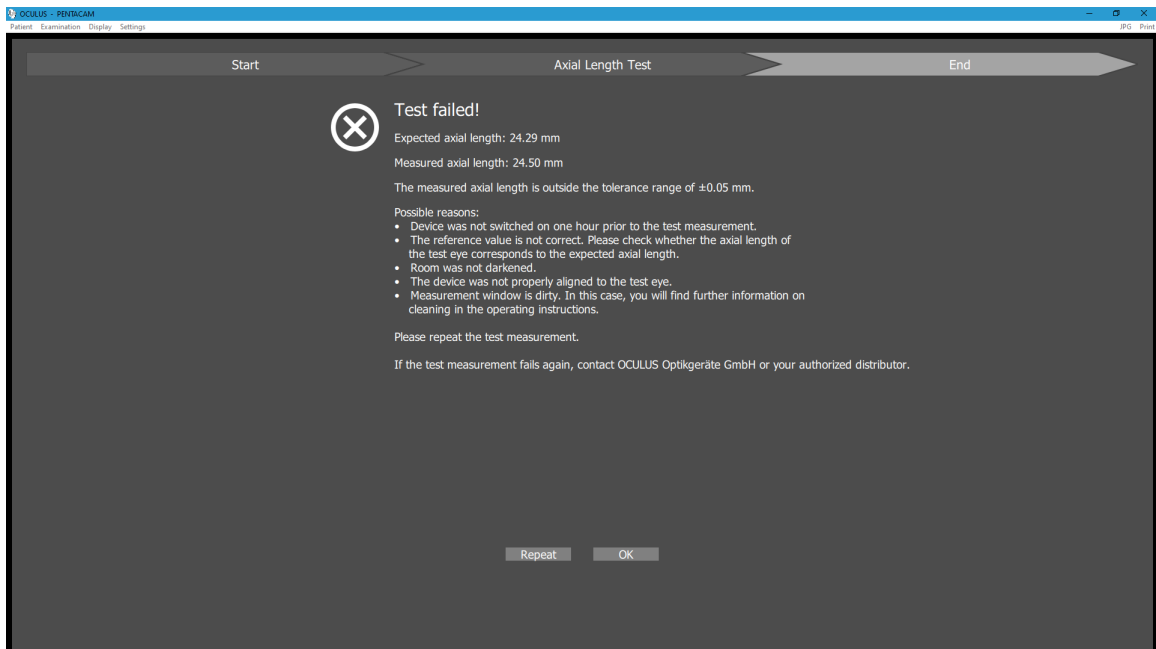 OCULUS - PENTACAM
Patient Examination Display Settings JPG Print
Start Axial Length Test End
Test failed!
Expected axial length: 24.29 mm
Measured axial length: 24.50 mm
The measured axial length is outside the tolerance range of ±0.05 mm.
Possible reasons:
• Device was not switched on one hour prior to the test measurement.
• The reference value is not correct. Please check whether the axial length of
the test eye corresponds to the expected axial length.
• Room was not darkened.
• The device was not properly aligned to the test eye.
• Measurement window is dirty. In this case, you will find further information on
cleaning in the operating instructions.
Please repeat the test measurement.
If the test measurement fails again, contact OCULUS Optikgeräte GmbH or your authorized distributor.
Repeat OK